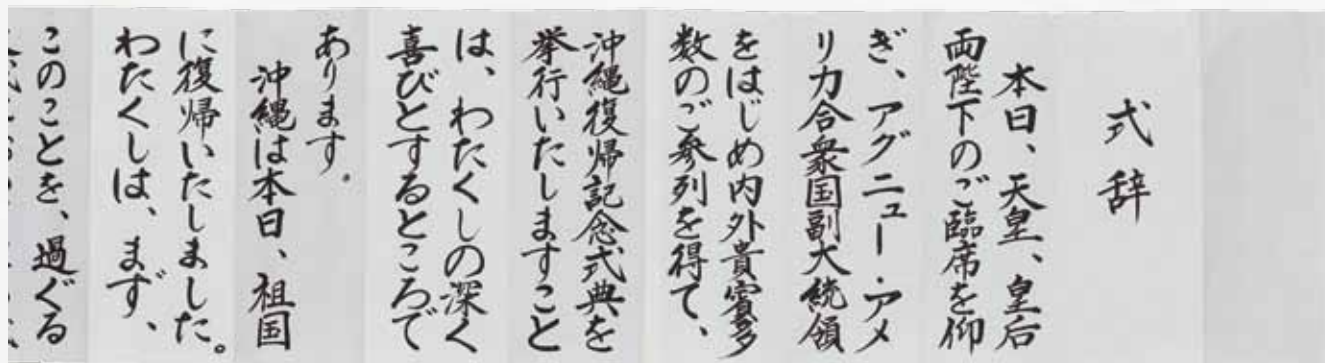 式辞
本日、天皇、皇后
両陛下のご臨席を仰
ぎ、アグニュー・アメ
リカ合衆国副大統領
をはじめ内外貴賓多
数のご参列を得て、
沖縄復帰記念式典を
挙行いたしますこと
は、わたくしの深く
喜びとするところで
あります。
沖縄は本日、祖国
に復帰いたしました。
わたくしは、まず、
このことを、過ぐる